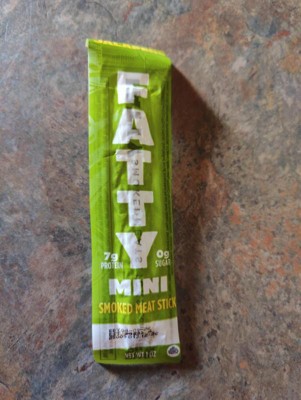 FATTY
7g
PROTEIN
0g
SUGAR
MINI
SMOKED MEAT STICK
NET WT 1 OZ